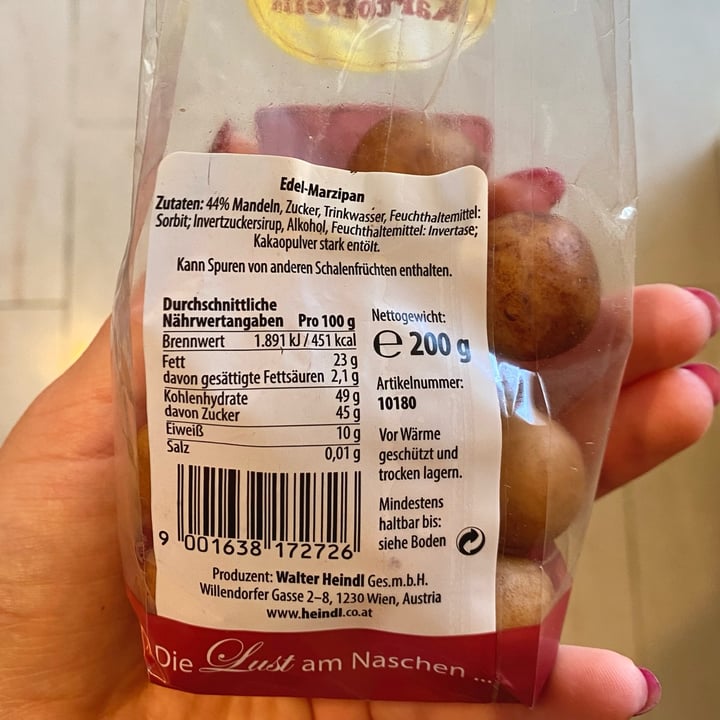 Kartoffeln
Edel-Marzipan
Zutaten: 44% Mandeln, Zucker, Trinkwasser, Feuchthaltemittel:
Sorbit; Invertzuckersirup, Alkohol, Feuchthaltemittel: Invertase;
Kakaopulver stark entölt.
Kann Spuren von anderen Schalenfrüchten enthalten.
Durchschnittliche
Nährwertangaben Pro 100 g
Brennwert 1.891 kJ / 451 kcal
Fett 23 g
davon gesättigte Fettsäuren 2,1 g
Kohlenhydrate 49 g
davon Zucker 45 g
Eiweiß 10 g
Salz 0,01 g
Nettogewicht:
e 200 g
Artikelnummer:
10180
Vor Wärme
geschützt und
trocken lagern.
Mindestens
haltbar bis:
siehe Boden
9 001638 172726
Produzent: Walter Heindl Ges.m.b.H.
Willendorfer Gasse 2–8, 1230 Wien, Austria
www.heindl.co.at
Die Lust am Naschen ...